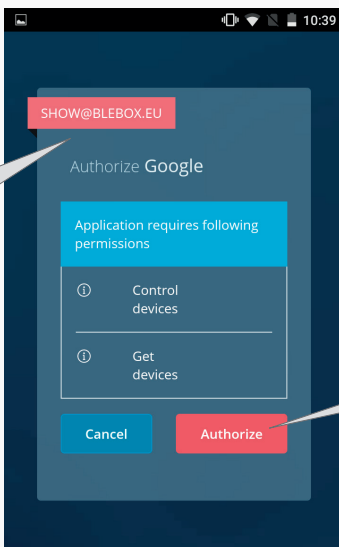 10:39
SHOW@BLEBOX.EU
Authorize Google
Application requires following
permissions
Control
devices
Get
devices
Cancel
Authorize